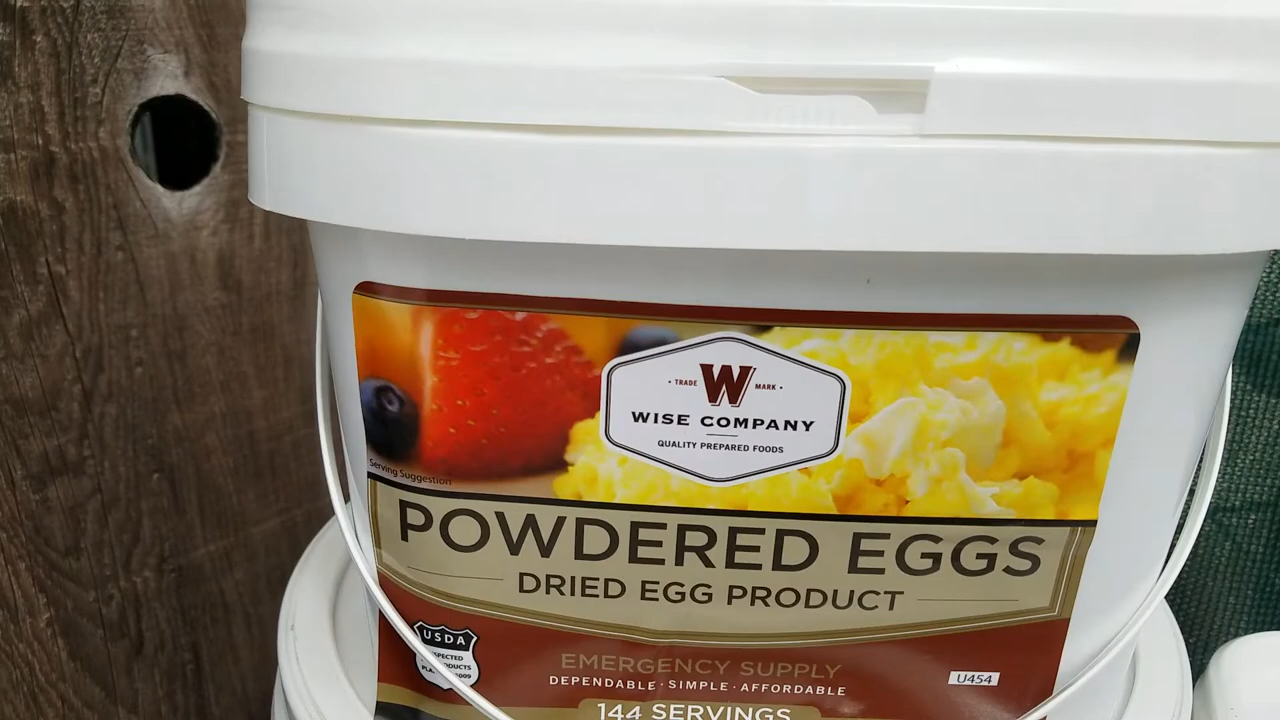 TRADE W MARK
WISE COMPANY
QUALITY PREPARED FOODS
Serving Suggestion
POWDERED EGGS
DRIED EGG PRODUCT
USDA
EMERGENCY SUPPLY
DEPENDABLE · SIMPLE · AFFORDABLE
U454
144 SERVINGS